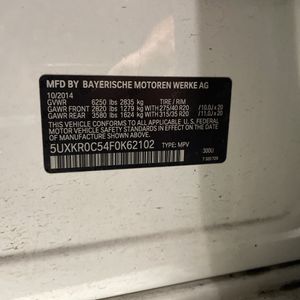 MFD BY BAYERISCHE MOTOREN WERKE AG
10/2014
GVWR 6250 lbs 2835 kg TIRE / RIM
GAWR FRONT 2820 lbs 1279 kg WITH 275/40 R20 /10.0J x 20
GAWR REAR 3580 lbs 1624 kg WITH 315/35 R20 /11.0J x 20
THIS VEHICLE CONFORMS TO ALL APPLICABLE U.S. FEDERAL
MOTOR VEHICLE SAFETY
STANDARDS IN EFFECT ON THE DATE OF MANUFACTURE SHOWN ABOVE.
5UXKR0C54F0K62102 TYPE: MPV 300U